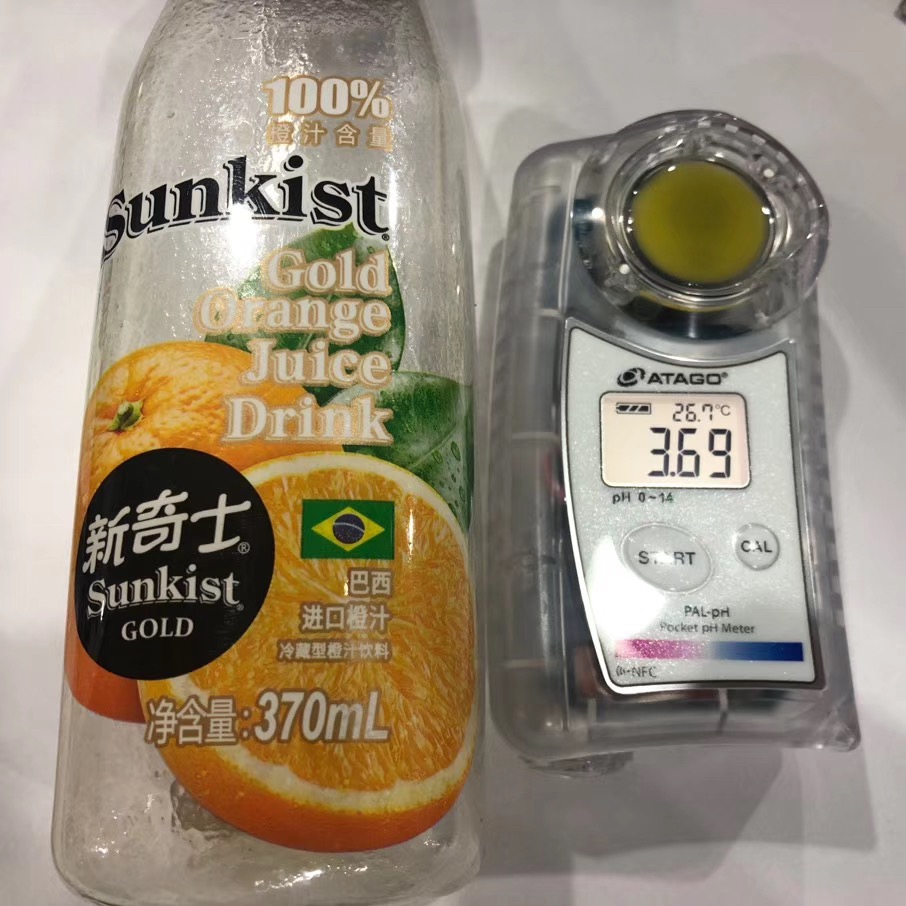 100%
橙汁含量
Sunkist®
Gold
Orange
Juice
Drink
新奇士®
Sunkist®
GOLD
巴西
进口橙汁
冷藏型橙汁饮料
净含量:370mL
ATAGO®
26.7℃
3.69
pH 0~14
START
CAL
PAL-pH
Pocket pH Meter
NFC